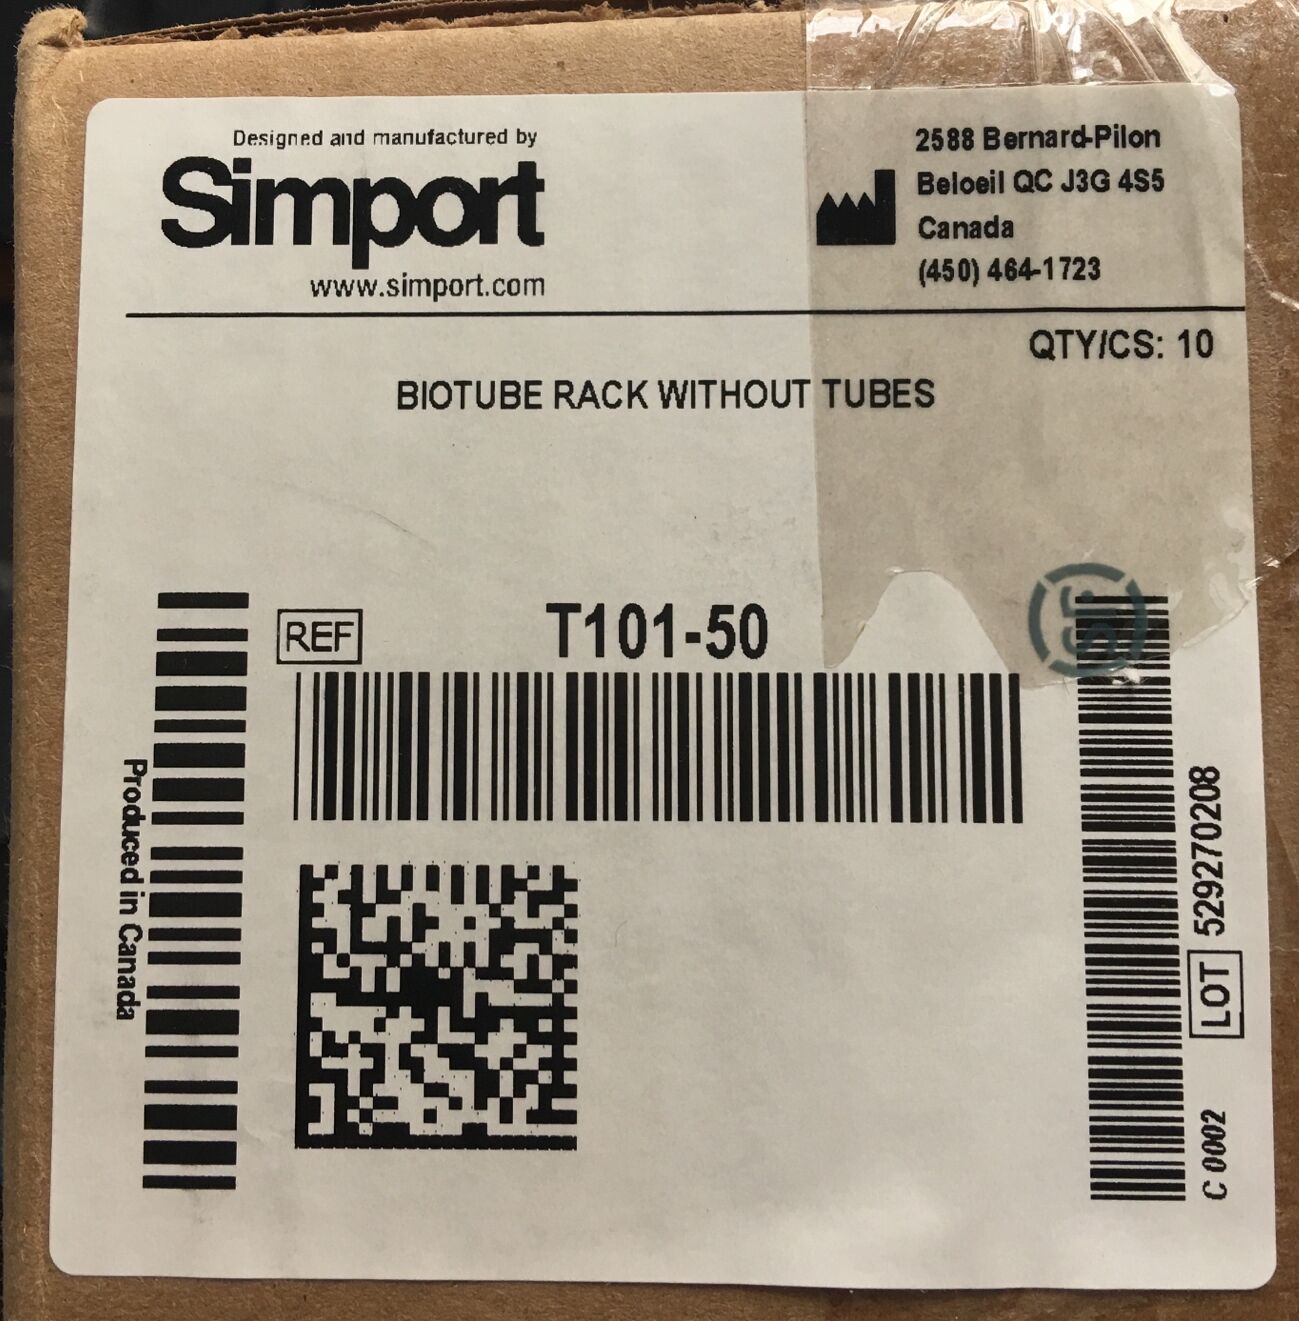 Designed and manufactured by
Simport
www.simport.com
2588 Bernard-Pilon
Beloeil QC J3G 4S5
Canada
(450) 464-1723
QTY/CS: 10
BIOTUBE RACK WITHOUT TUBES
REF T101-50
Produced in Canada
LOT 529270208
C 0002